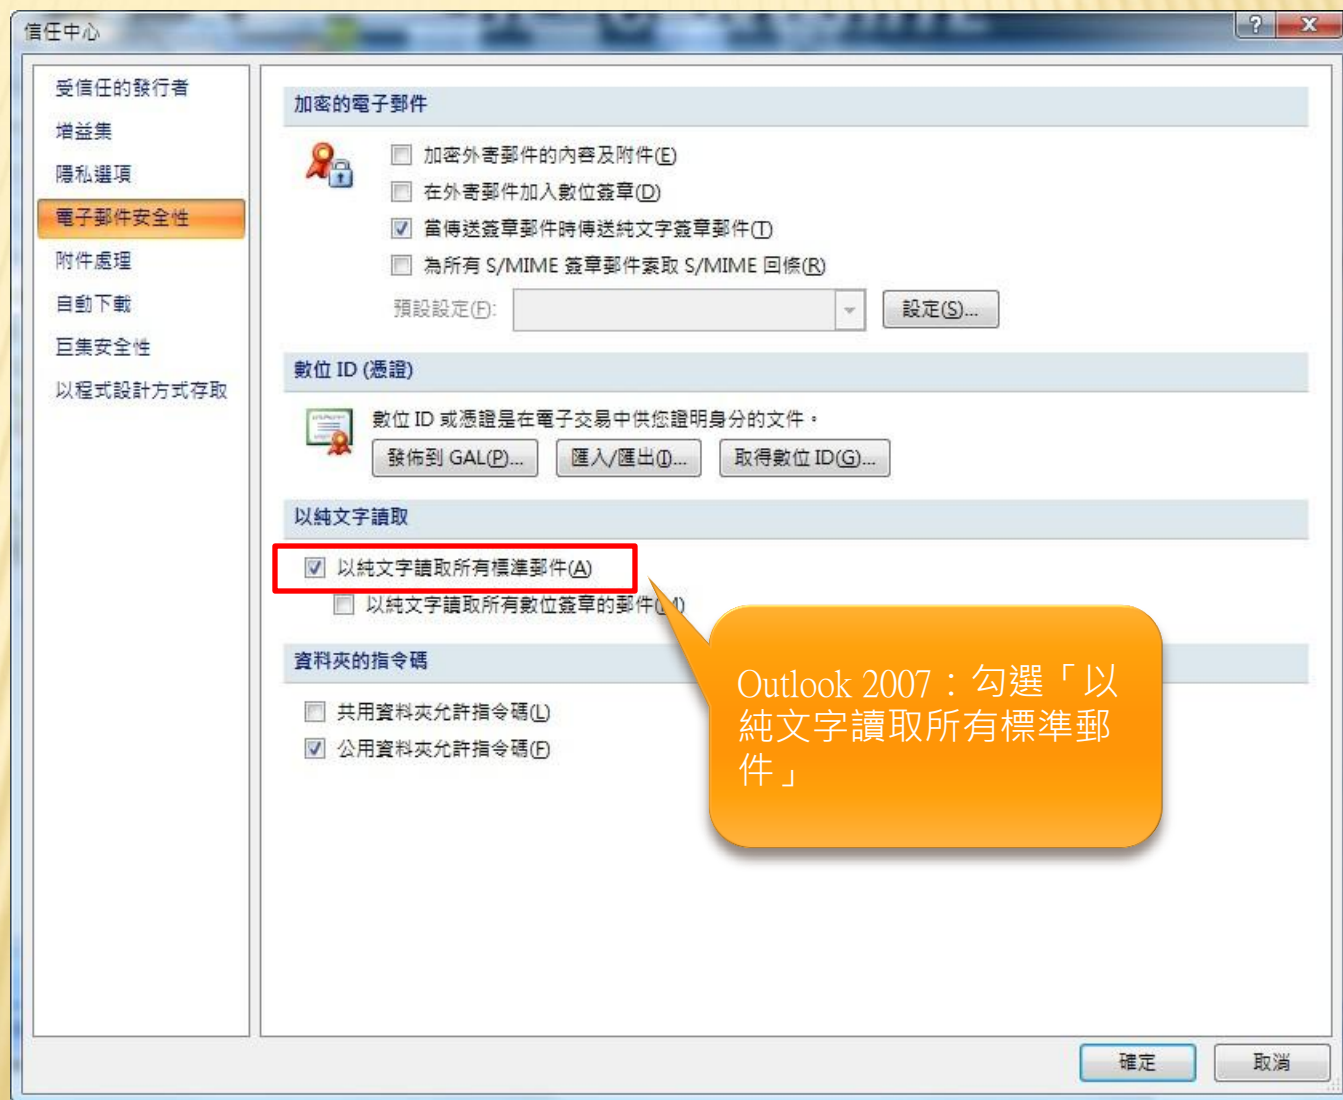 信任中心
受信任的發行者
增益集
隱私選項
電子郵件安全性
附件處理
自動下載
巨集安全性
以程式設計方式存取
加密的電子郵件
加密外寄郵件的內容及附件(E)
在外寄郵件加入數位簽章(D)
當傳送簽章郵件時傳送純文字簽章郵件(T)
為所有 S/MIME 簽章郵件索取 S/MIME 回條(R)
預設設定(F):
設定(S)...
數位 ID (憑證)
數位 ID 或憑證是在電子交易中供您證明身分的文件。
發佈到 GAL(P)...
匯入/匯出(I)...
取得數位 ID(G)...
以純文字讀取
以純文字讀取所有標準郵件(A)
以純文字讀取所有數位簽章的郵件(M)
資料夾的指令碼
共用資料夾允許指令碼(L)
公用資料夾允許指令碼(F)
Outlook 2007：勾選「以
純文字讀取所有標準郵
件」
確定
取消